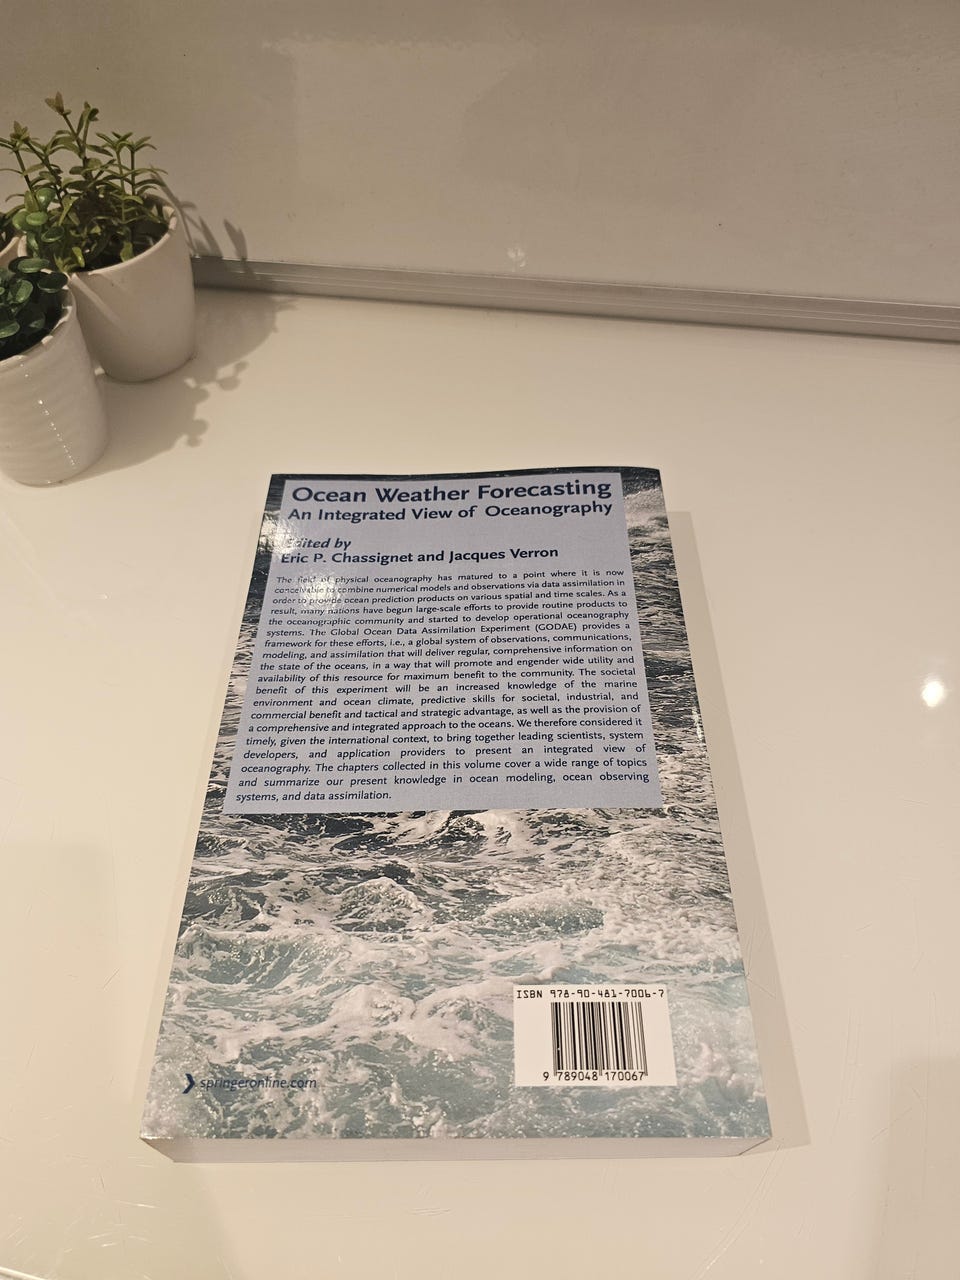 Ocean Weather Forecasting
An Integrated View of Oceanography
Edited by
Eric P. Chassignet and Jacques Verron
The field of physical oceanography has matured to a point where it is now
conceivable to combine numerical models and observations via data assimilation in
order to provide ocean prediction products on various spatial and time scales. As a
result, many nations have begun large-scale efforts to provide routine products to
the oceanographic community and started to develop operational oceanography
systems. The Global Ocean Data Assimilation Experiment (GODAE) provides a
framework for these efforts, i.e., a global system of observations, communications,
modeling, and assimilation that will deliver regular, comprehensive information on
the state of the oceans, in a way that will promote and engender wide utility and
availability of this resource for maximum benefit to the community. The societal
benefit of this experiment will be an increased knowledge of the marine
environment and ocean climate, predictive skills for societal, industrial, and
commercial benefit and tactical and strategic advantage, as well as the provision of
a comprehensive and integrated approach to the oceans. We therefore considered it
timely, given the international context, to bring together leading scientists, system
developers, and application providers to present an integrated view of
oceanography. The chapters collected in this volume cover a wide range of topics
and summarize our present knowledge in ocean modeling, ocean observing
systems, and data assimilation.
ISBN 978-90-481-7006-7
9 789048 170067
springeronline.com